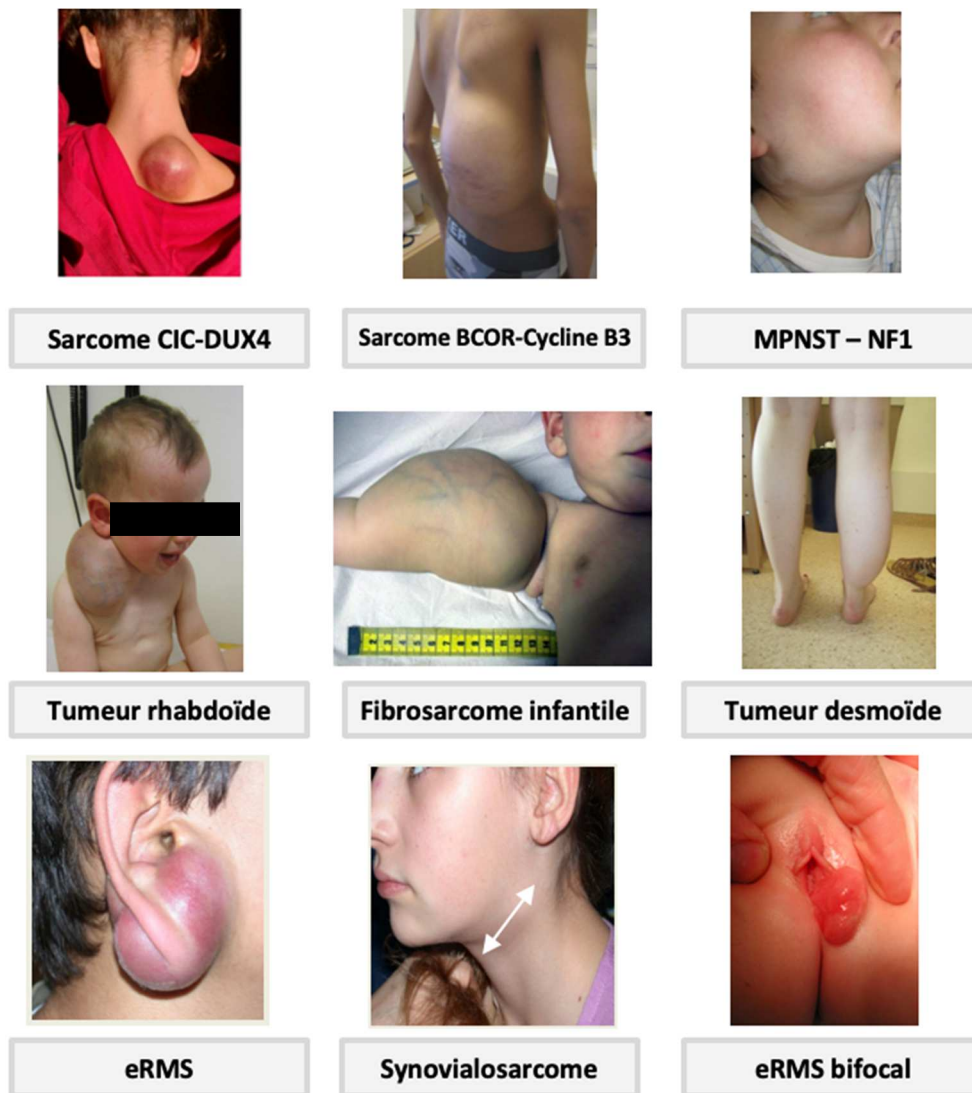 Sarcome CIC-DUX4
Sarcome BCOR-Cycline B3
MPNST – NF1
Tumeur rhabdoïde
Fibrosarcome infantile
Tumeur desmoïde
eRMS
Synovialosarcome
eRMS bifocal